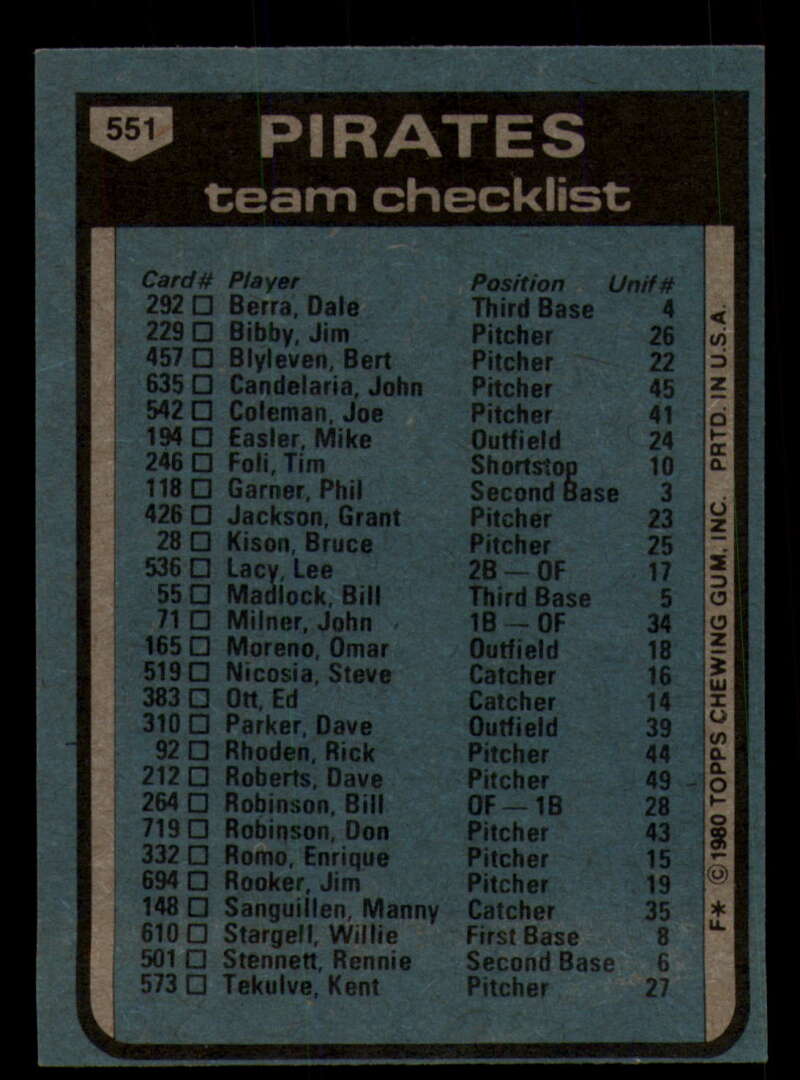 551
PIRATES
team checklist
Card# Player Position Unif#
292 □ Berra, Dale Third Base 4
229 □ Bibby, Jim Pitcher 26
457 □ Blyleven, Bert Pitcher 22
635 □ Candelaria, John Pitcher 45
542 □ Coleman, Joe Pitcher 41
194 □ Easler, Mike Outfield 24
246 □ Foli, Tim Shortstop 10
118 □ Garner, Phil Second Base 3
426 □ Jackson, Grant Pitcher 23
28 □ Kison, Bruce Pitcher 25
536 □ Lacy, Lee 2B — OF 17
55 □ Madlock, Bill Third Base 5
71 □ Milner, John 1B — OF 34
165 □ Moreno, Omar Outfield 18
519 □ Nicosia, Steve Catcher 16
383 □ Ott, Ed Catcher 14
310 □ Parker, Dave Outfield 39
92 □ Rhoden, Rick Pitcher 44
212 □ Roberts, Dave Pitcher 49
264 □ Robinson, Bill OF — 1B 28
719 □ Robinson, Don Pitcher 43
332 □ Romo, Enrique Pitcher 15
694 □ Rooker, Jim Pitcher 19
148 □ Sanguillen, Manny Catcher 35
610 □ Stargell, Willie First Base 8
501 □ Stennett, Rennie Second Base 6
573 □ Tekulve, Kent Pitcher 27
F* © 1980 TOPPS CHEWING GUM, INC. PRTD. IN U.S.A.